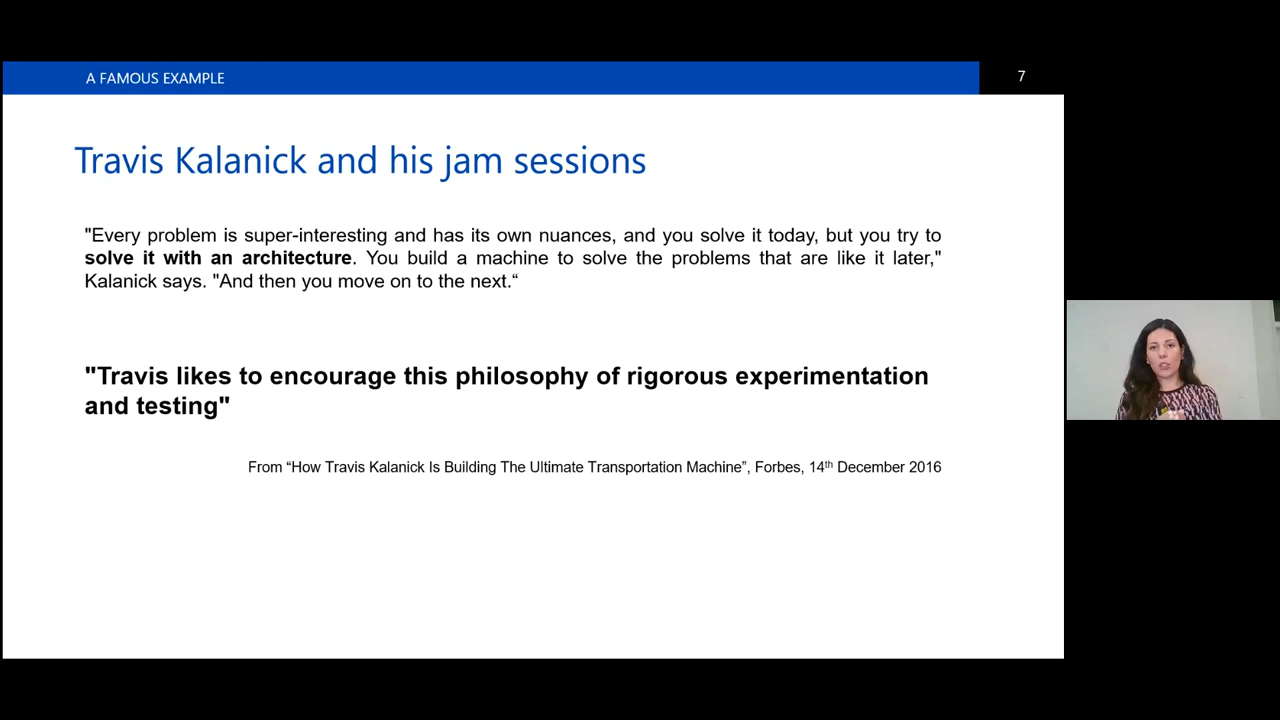 A FAMOUS EXAMPLE
7
Travis Kalanick and his jam sessions
"Every problem is super-interesting and has its own nuances, and you solve it today, but you try to
solve it with an architecture. You build a machine to solve the problems that are like it later,"
Kalanick says. "And then you move on to the next.“
"Travis likes to encourage this philosophy of rigorous experimentation
and testing"
From “How Travis Kalanick Is Building The Ultimate Transportation Machine”, Forbes, 14th December 2016